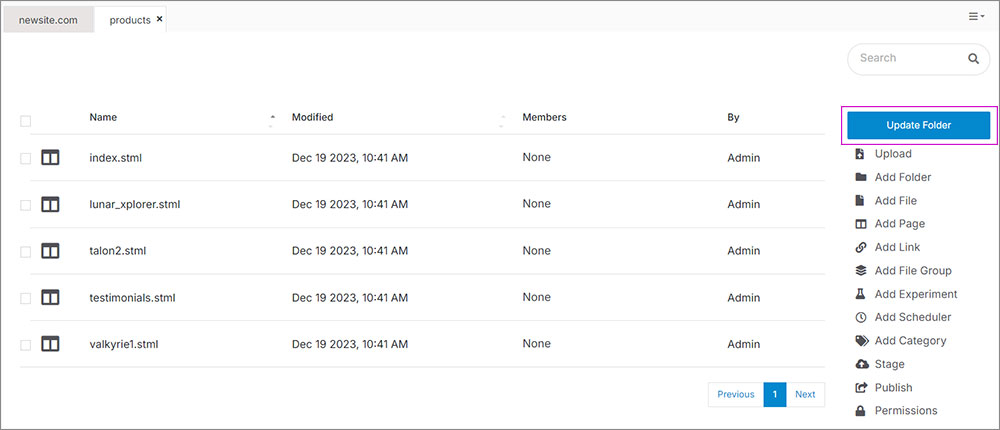 newsite.com
products ×
Search
Name Modified Members By
index.stml Dec 19 2023, 10:41 AM None Admin
lunar_xplorer.stml Dec 19 2023, 10:41 AM None Admin
talon2.stml Dec 19 2023, 10:41 AM None Admin
testimonials.stml Dec 19 2023, 10:41 AM None Admin
valkyrie1.stml Dec 19 2023, 10:41 AM None Admin
Previous 1 Next
Update Folder
Upload
Add Folder
Add File
Add Page
Add Link
Add File Group
Add Experiment
Add Scheduler
Add Category
Stage
Publish
Permissions